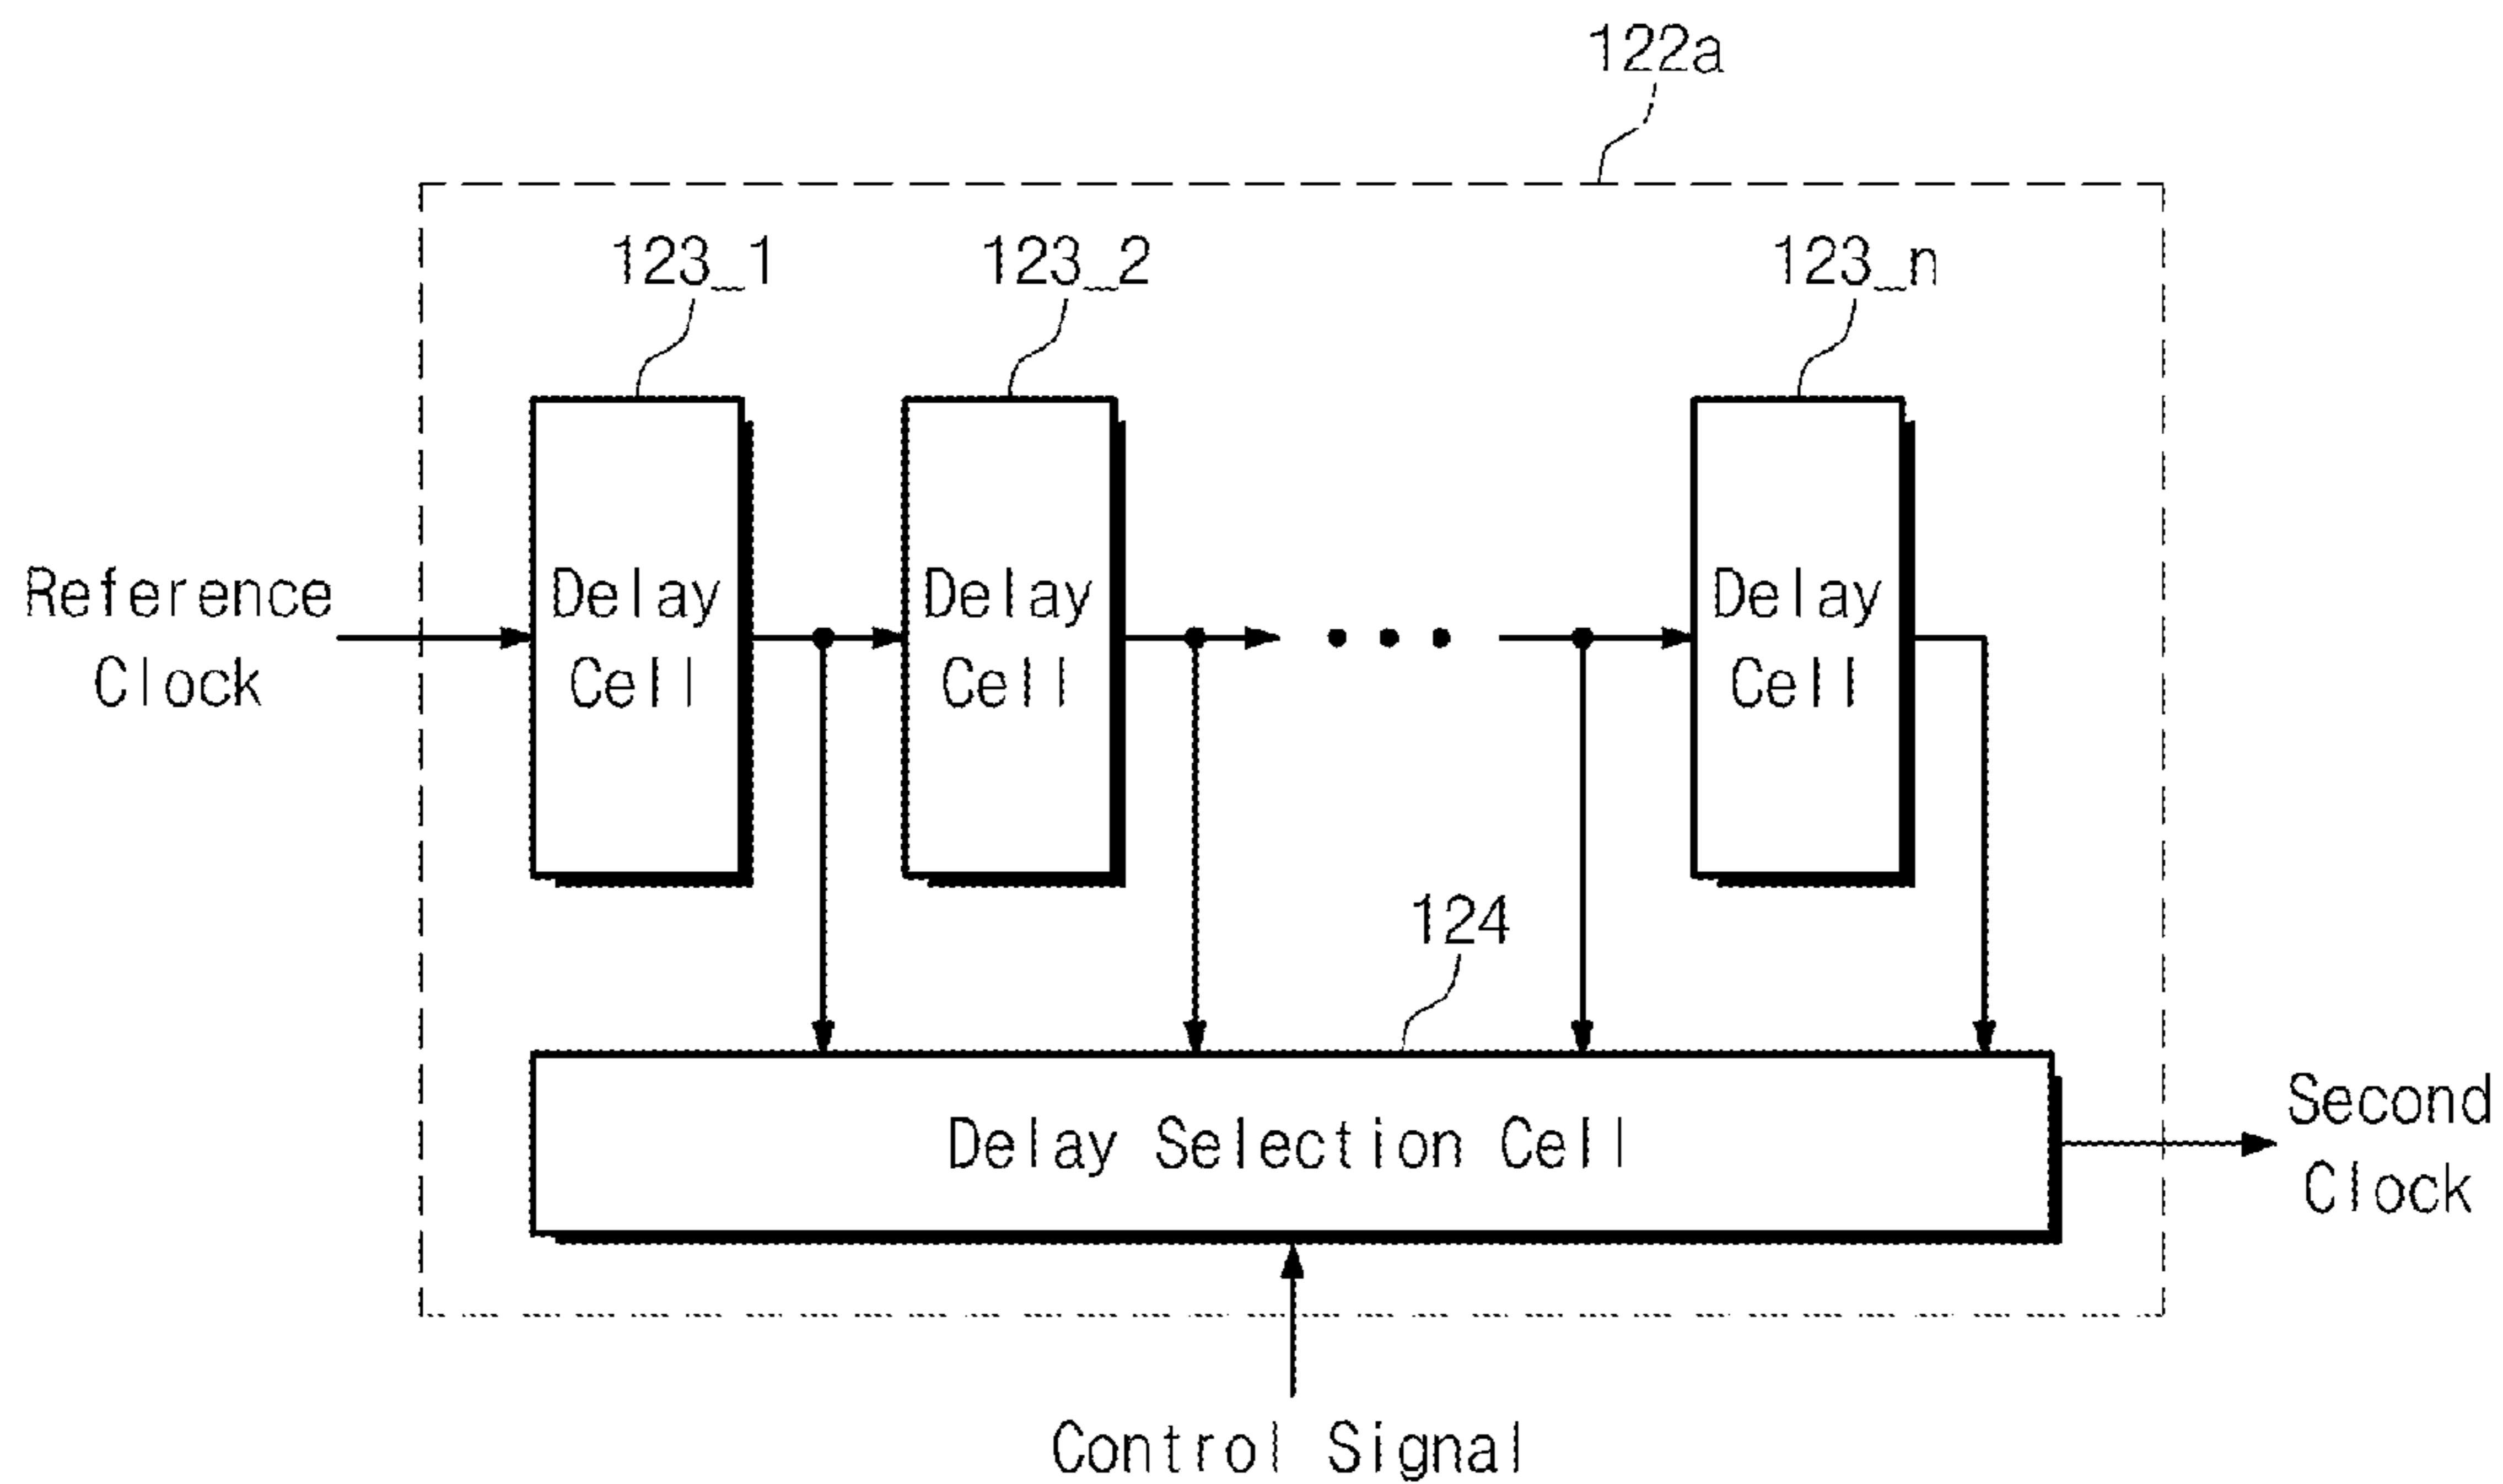 122a
123_1
123_2
123_n
Reference
Clock
Delay
Cell
Delay
Cell
Delay
Cell
124
Delay Selection Cell
Second
Clock
Control Signal